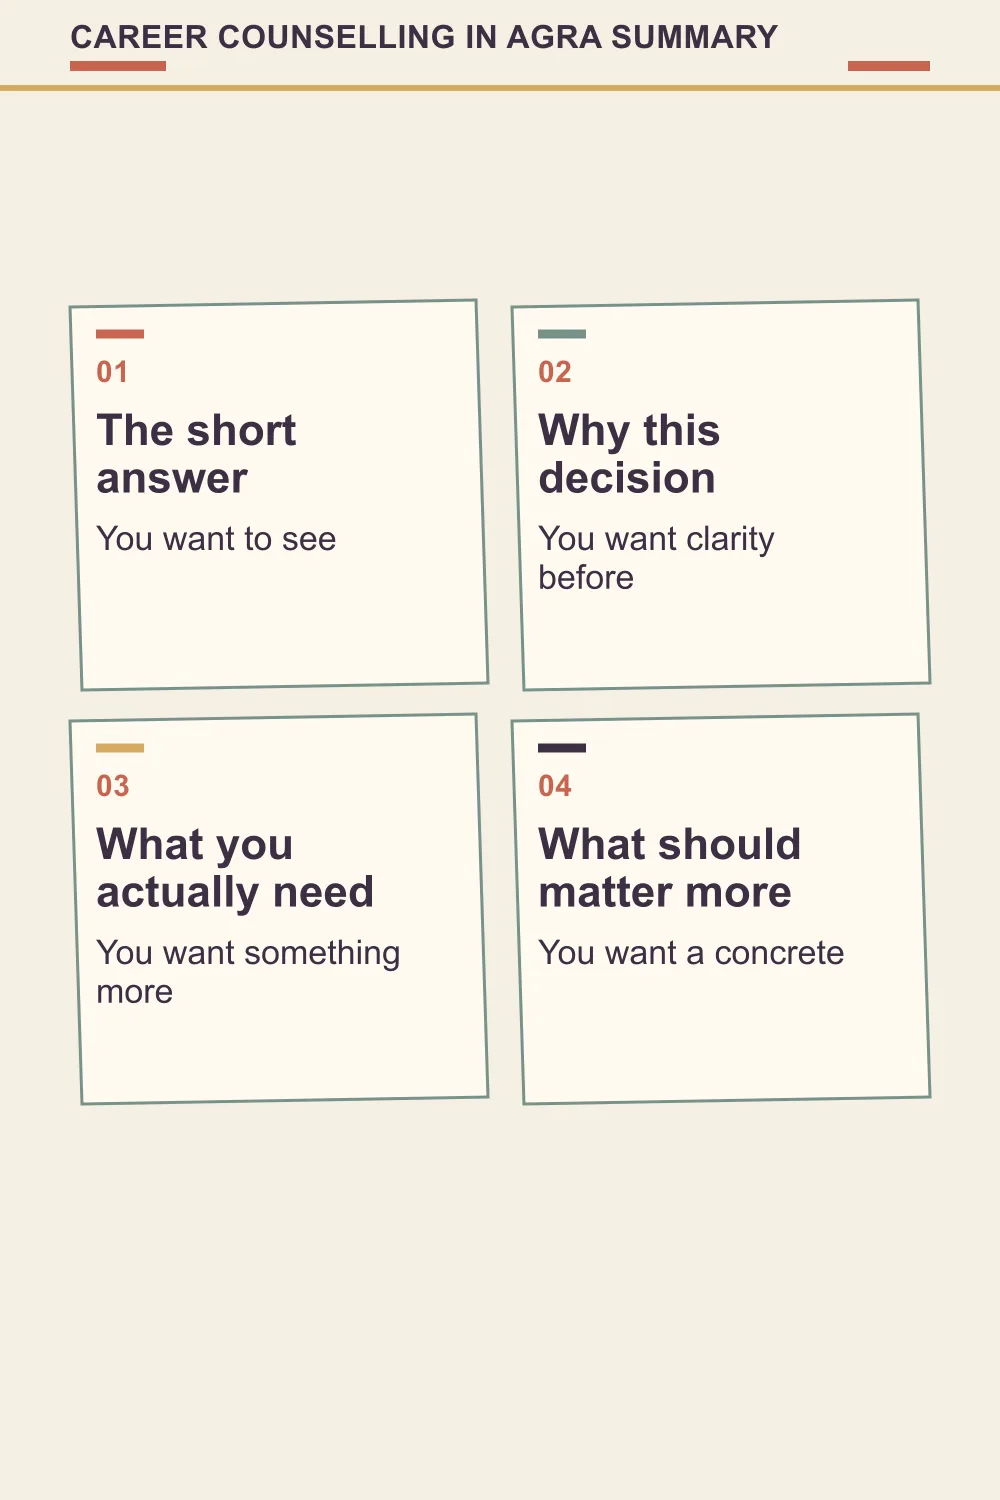 CAREER COUNSELLING IN AGRA SUMMARY
01
The short
answer
You want to see
02
Why this
decision
You want clarity
before
03
What you
actually need
You want something
more
04
What should
matter more
You want a concrete